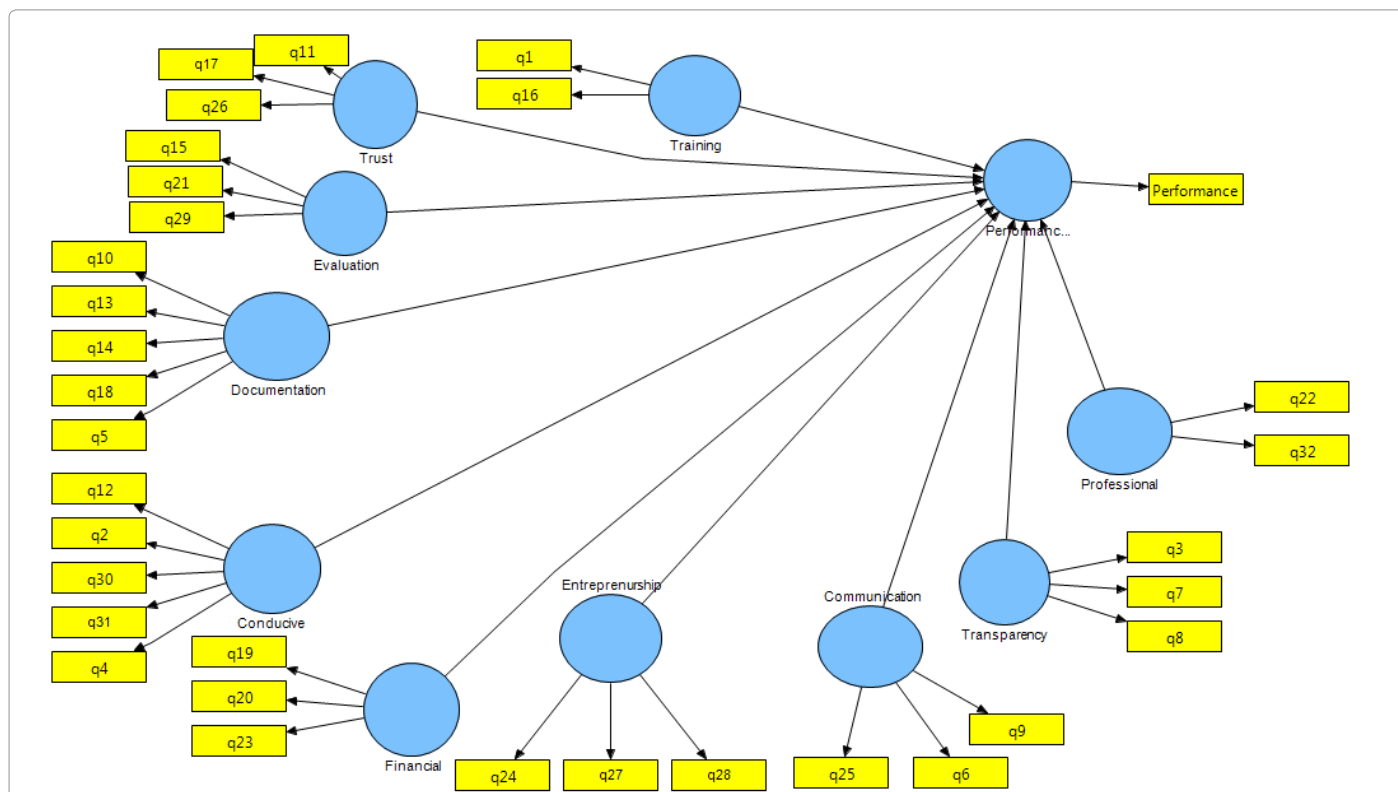 q11
q17
q26
Trust
q1
q16
Training
q15
q21
q29
Evaluation
Performanc...
Performance
q10
q13
q14
q18
q5
Documentation
q22
q32
Professional
q12
q2
q30
q31
q4
Conducive
q19
q20
q23
Financial
Entreprenurship
q24
q27
q28
Communication
q25
q6
q9
Transparency
q3
q7
q8